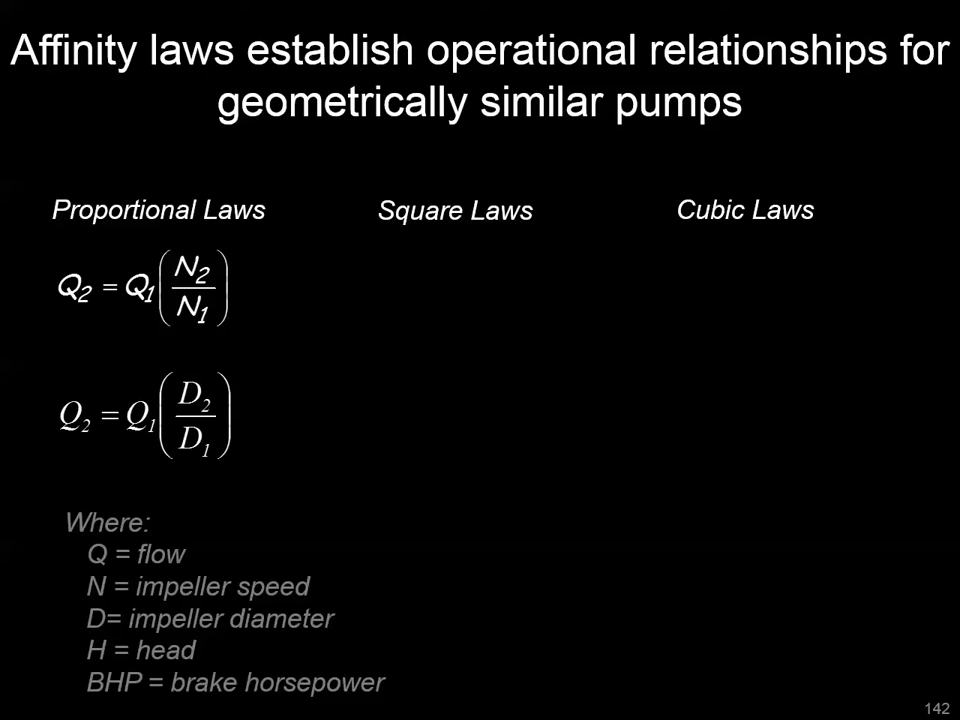 Affinity laws establish operational relationships for
geometrically similar pumps
Proportional Laws
Square Laws
Cubic Laws
Q₂ = Q₁(N₂/N₁)
Q₂ = Q₁(D₂/D₁)
Where:
Q = flow
N = impeller speed
D= impeller diameter
H = head
BHP = brake horsepower
142